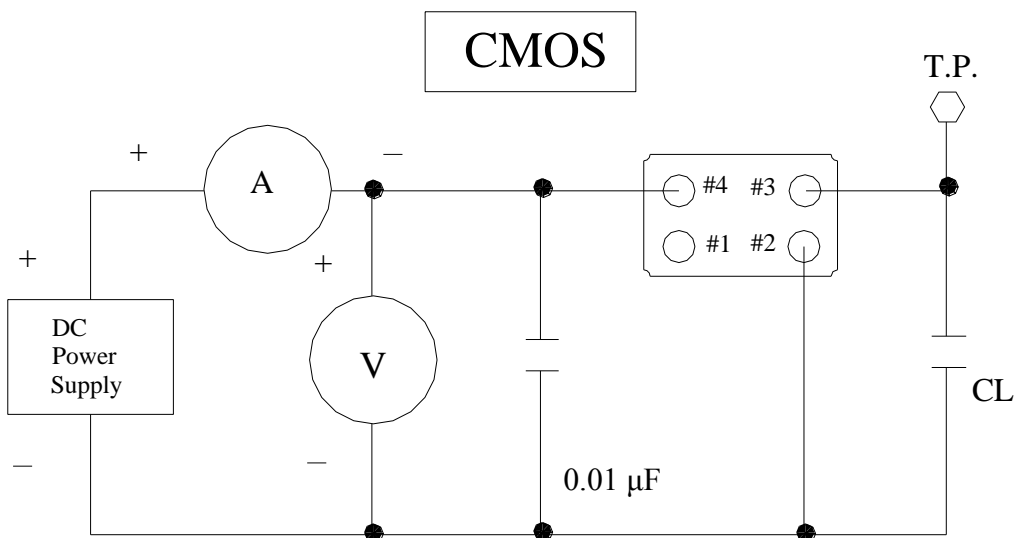 CMOS
T.P.
+
–
A
#4 #3
#1 #2
+
+
DC
Power
Supply
V
CL
–
–
0.01 μF